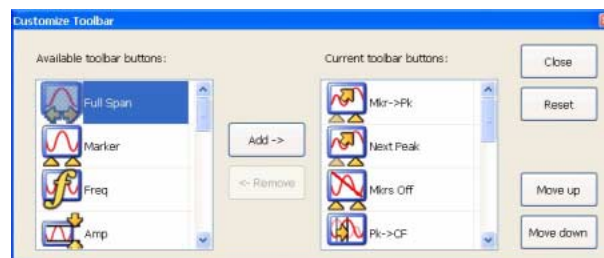 Customize Toolbar
Available toolbar buttons:
Current toolbar buttons:
Close
Full Span
Mkr->Pk
Reset
Marker
Add ->
Next Peak
Freq
<- Remove
Mkrs Off
Move up
Amp
Pk->CF
Move down